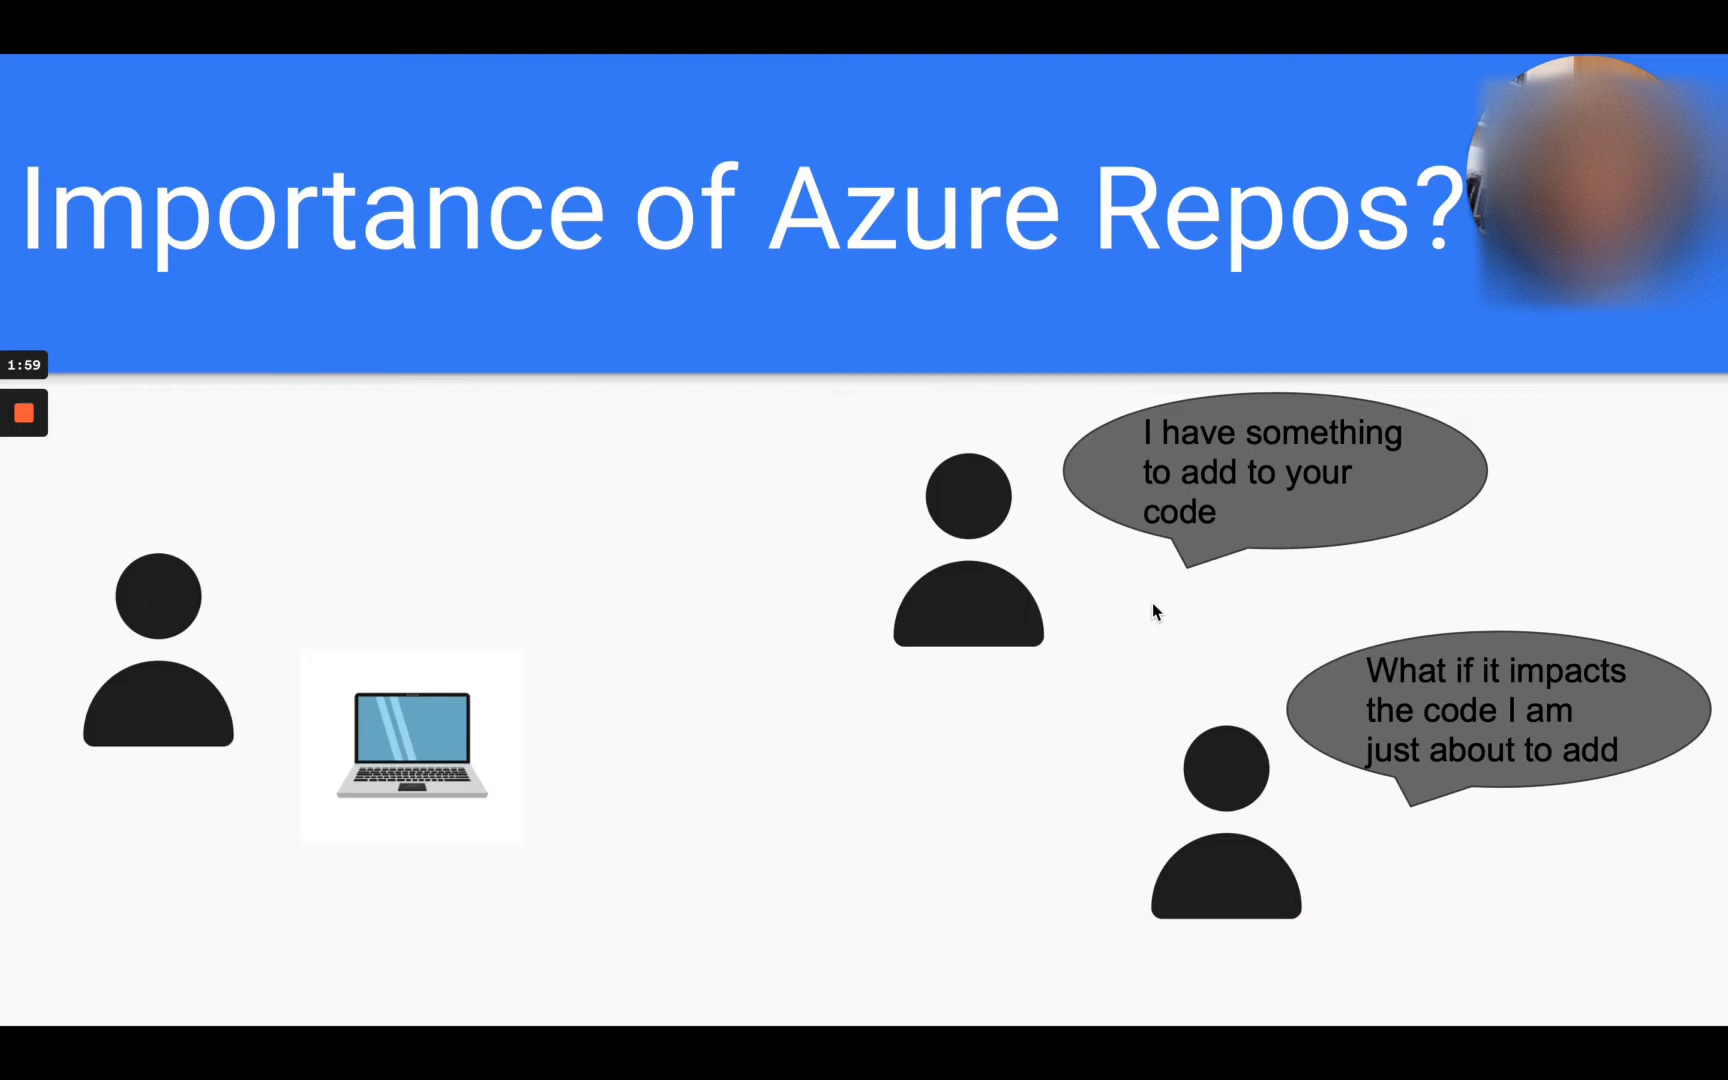 Importance of Azure Repos?
1:59
I have something
to add to your
code
What if it impacts
the code I am
just about to add